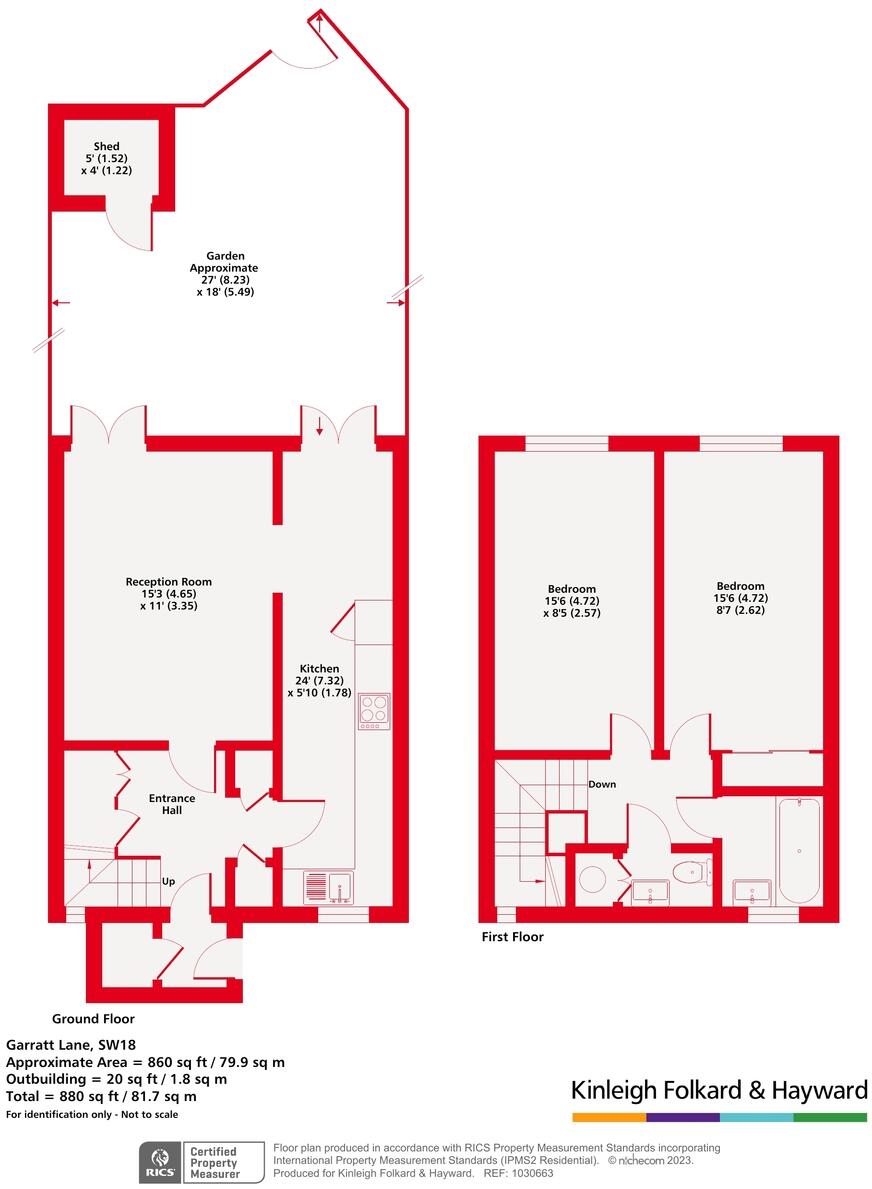 Shed
5' (1.52)
x 4' (1.22)
Garden
Approximate
27' (8.23)
x 18' (5.49)
Reception Room
15'3 (4.65)
x 11' (3.35)
Kitchen
24' (7.32)
x 5'10 (1.78)
Entrance
Hall
Up
Bedroom
15'6 (4.72)
x 8'5 (2.57)
Bedroom
15'6 (4.72)
8'7 (2.62)
Down
First Floor
Ground Floor
Garratt Lane, SW18
Approximate Area = 860 sq ft / 79.9 sq m
Outbuilding = 20 sq ft / 1.8 sq m
Total = 880 sq ft / 81.7 sq m
For identification only - Not to scale
Kinleigh Folkard & Hayward
RICS
Certified
Property
Measurer
Floor plan produced in accordance with RICS Property Measurement Standards incorporating
International Property Measurement Standards (IPMS2 Residential). © nichecom 2023.
Produced for Kinleigh Folkard & Hayward. REF: 1030663